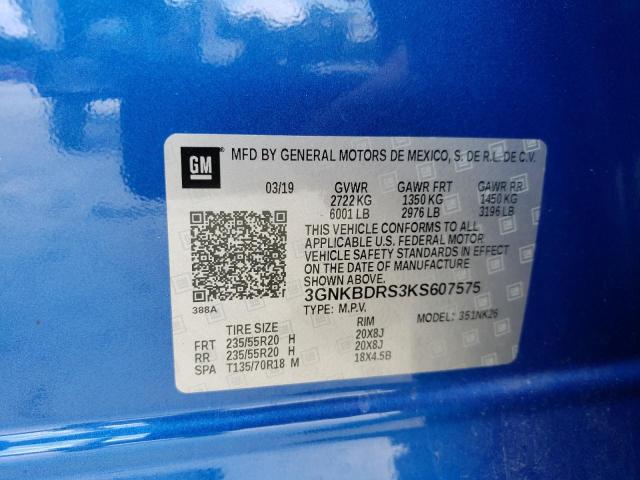 GM
MFD BY GENERAL MOTORS DE MEXICO, S. DE R.L. DE C.V.
03/19 GVWR GAWR FRT GAWR RR
2722 KG 1350 KG 1450 KG
6001 LB 2976 LB 3196 LB
THIS VEHICLE CONFORMS TO ALL
APPLICABLE U.S. FEDERAL MOTOR
VEHICLE SAFETY STANDARDS IN EFFECT
ON THE DATE OF MANUFACTURE
3GNKBDRS3KS607575
388A
TYPE: M.P.V. MODEL: 351NK26
TIRE SIZE RIM
FRT 235/55R20 H 20X8J
RR 235/55R20 H 20X8J
SPA T135/70R18 M 18X4.5B